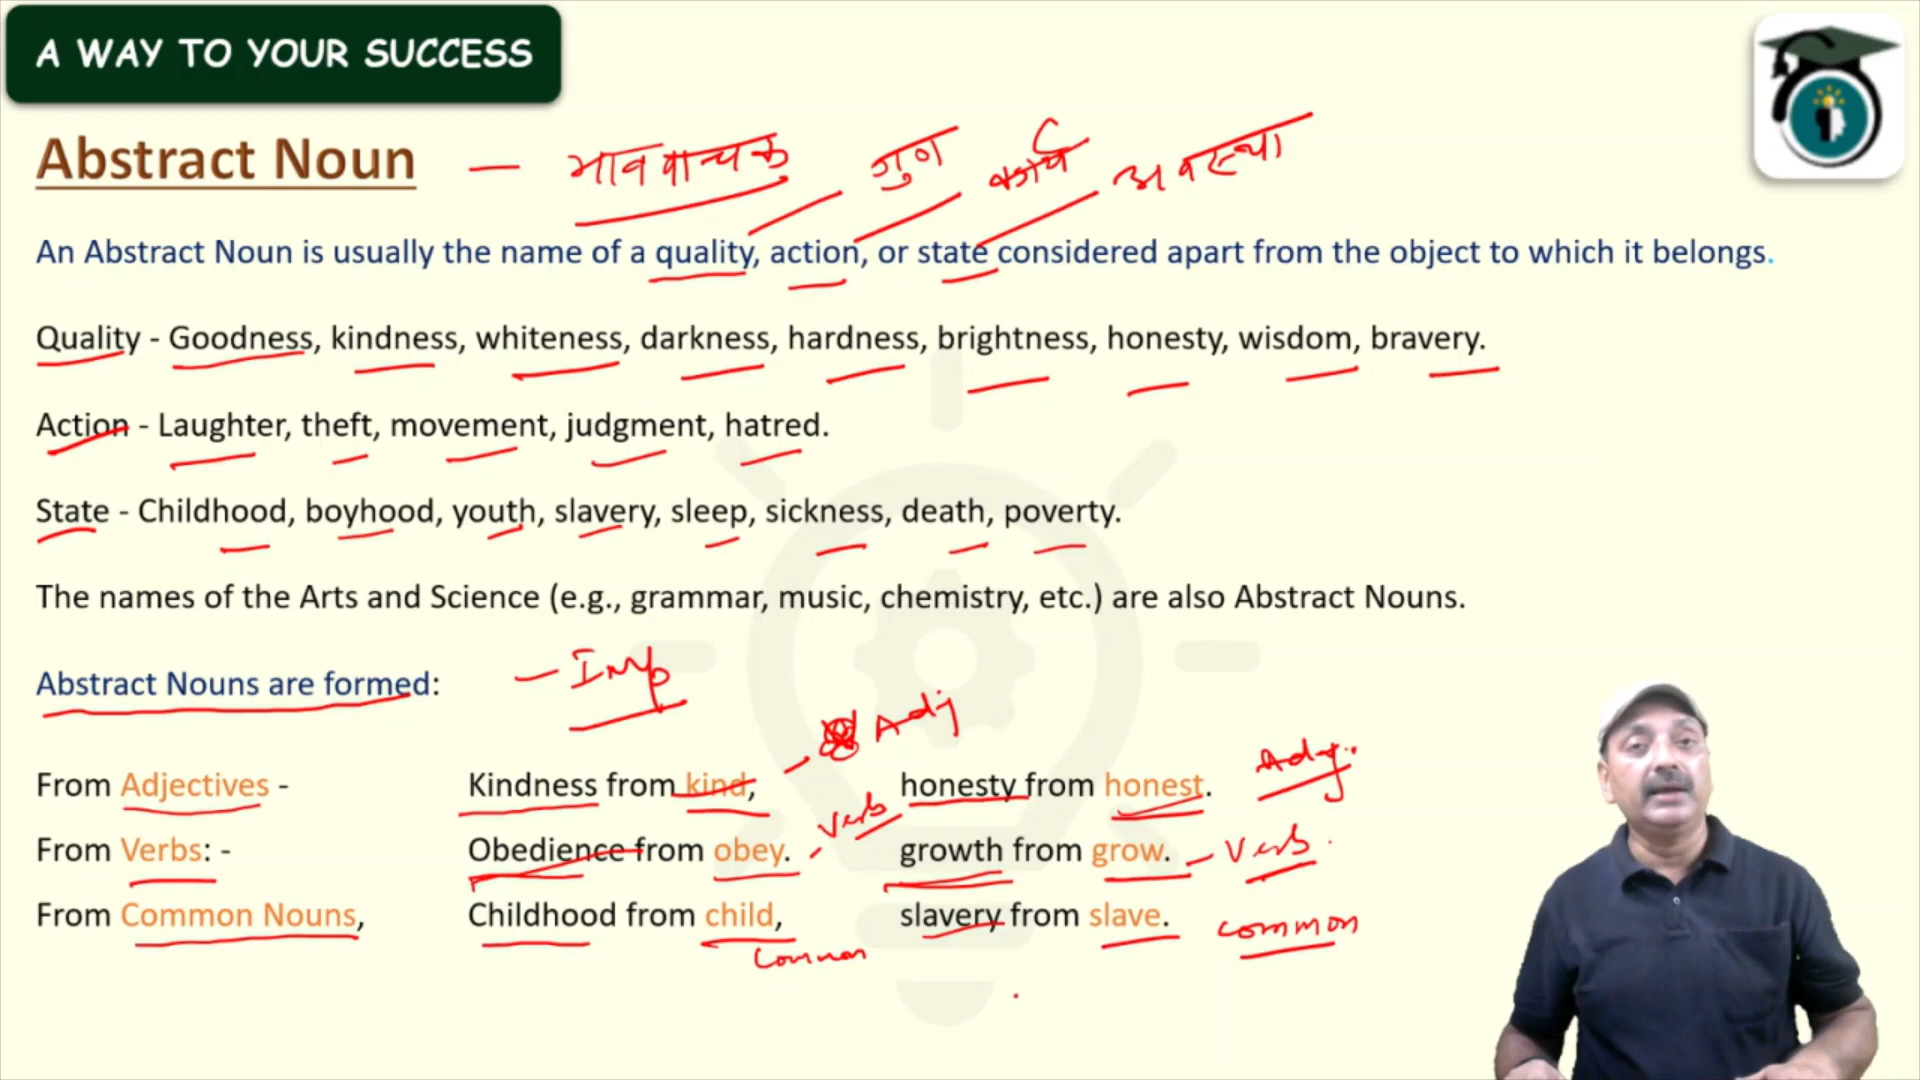 A WAY TO YOUR SUCCESS
Abstract Noun — भाववाचक गुण कार्य अवस्था
An Abstract Noun is usually the name of a quality, action, or state considered apart from the object to which it belongs.
Quality - Goodness, kindness, whiteness, darkness, hardness, brightness, honesty, wisdom, bravery.
Action - Laughter, theft, movement, judgment, hatred.
State - Childhood, boyhood, youth, slavery, sleep, sickness, death, poverty.
The names of the Arts and Science (e.g., grammar, music, chemistry, etc.) are also Abstract Nouns.
Abstract Nouns are formed: — Imp
Adj
From Adjectives - Kindness from kind, honesty from honest. Adj.
Verb
From Verbs: - Obedience from obey. growth from grow. — Verb.
From Common Nouns, Childhood from child, slavery from slave. common
common